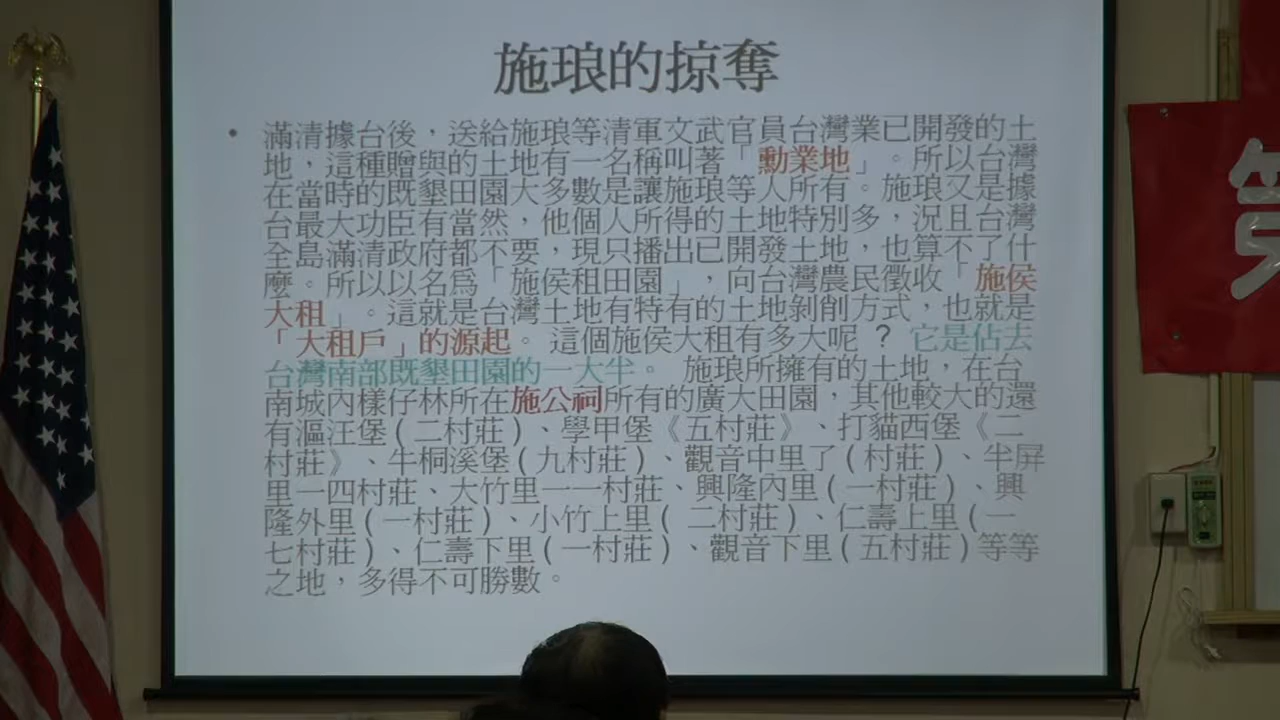 施琅的掠奪
• 滿清據台後，送給施琅等清軍文武官員台灣業已開發的土
地，這種贈與的土地有一名稱叫著「勳業地」。所以台灣
在當時的既墾田園大多數是讓施琅等人所有。施琅又是據
台最大功臣有當然，他個人所得的土地特別多，況且台灣
全島滿清政府都不要，現只播出已開發土地，也算不了什
麼。所以以名為「施侯租田園」，向台灣農民徵收「施侯
大租」。這就是台灣土地有特有的土地剝削方式，也就是
「大租戶」的源起。這個施侯大租有多大呢？它是佔去
台灣南部既墾田園的一大半。施琅所擁有的土地，在台
南城內樣仔林所在施公祠所有的廣大田園，其他較大的還
有漚汪堡(二村莊)、學甲堡《五村莊》、打貓西堡《二
村莊》、牛椆溪堡(九村莊)、觀音中里了(村莊)、半屏
里一四村莊、大竹里一一村莊、興隆內里(一村莊)、興
隆外里(一村莊)、小竹上里(二村莊)、仁壽上里(一
七村莊)、仁壽下里(一村莊)、觀音下里(五村莊)等等
之地，多得不可勝數。
第